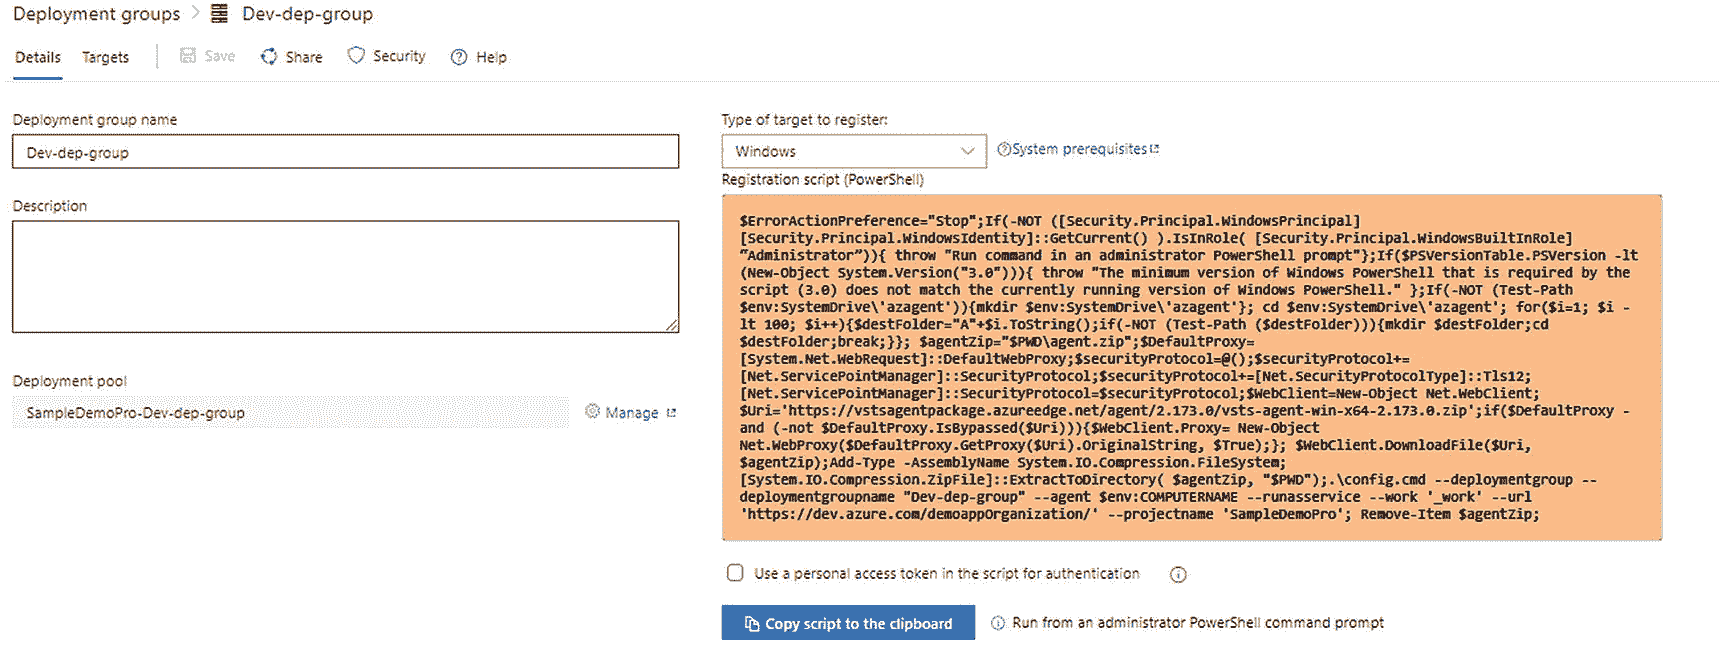 Deployment groups > Dev-dep-group
Details Targets Save Share Security Help
Deployment group name
Dev-dep-group
Description
Deployment pool
SampleDemoPro-Dev-dep-group Manage
Type of target to register:
Windows System prerequisites
Registration script (PowerShell)
$ErrorActionPreference="Stop";If(-NOT ([Security.Principal.WindowsPrincipal]
[Security.Principal.WindowsIdentity]::GetCurrent() ).IsInRole( [Security.Principal.WindowsBuiltInRole]
“Administrator”)){ throw "Run command in an administrator PowerShell prompt"};If($PSVersionTable.PSVersion -lt
(New-Object System.Version("3.0"))){ throw "The minimum version of Windows PowerShell that is required by the
script (3.0) does not match the currently running version of Windows PowerShell." };If(-NOT (Test-Path
$env:SystemDrive\'azagent')){mkdir $env:SystemDrive\'azagent'}; cd $env:SystemDrive\'azagent'; for($i=1; $i -
lt 100; $i++){$destFolder="A"+$i.ToString();if(-NOT (Test-Path ($destFolder))){mkdir $destFolder;cd
$destFolder;break;}}; $agentZip="$PWD\agent.zip";$DefaultProxy=
[System.Net.WebRequest]::DefaultWebProxy;$securityProtocol=@();$securityProtocol+=
[Net.ServicePointManager]::SecurityProtocol;$securityProtocol+=[Net.SecurityProtocolType]::Tls12;
[Net.ServicePointManager]::SecurityProtocol=$securityProtocol;$WebClient=New-Object Net.WebClient;
$Uri='https://vstsagentpackage.azureedge.net/agent/2.173.0/vsts-agent-win-x64-2.173.0.zip';if($DefaultProxy -
and (-not $DefaultProxy.IsBypassed($Uri))){$WebClient.Proxy= New-Object
Net.WebProxy($DefaultProxy.GetProxy($Uri).OriginalString, $True);}; $WebClient.DownloadFile($Uri,
$agentZip);Add-Type -AssemblyName System.IO.Compression.FileSystem;
[System.IO.Compression.ZipFile]::ExtractToDirectory( $agentZip, "$PWD");.\config.cmd --deploymentgroup --
deploymentgroupname "Dev-dep-group" --agent $env:COMPUTERNAME --runasservice --work '_work' --url
'https://dev.azure.com/demoappOrganization/' --projectname 'SampleDemoPro'; Remove-Item $agentZip;
Use a personal access token in the script for authentication
Copy script to the clipboard Run from an administrator PowerShell command prompt